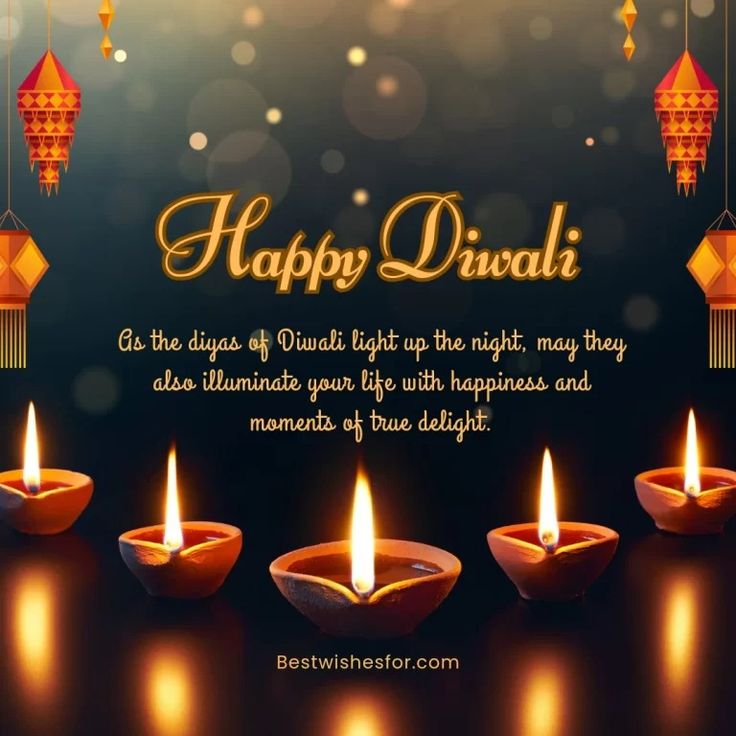 Happy Diwali
As the diyas of Diwali light up the night, may they
also illuminate your life with happiness and
moments of true delight.
Bestwishesfor.com